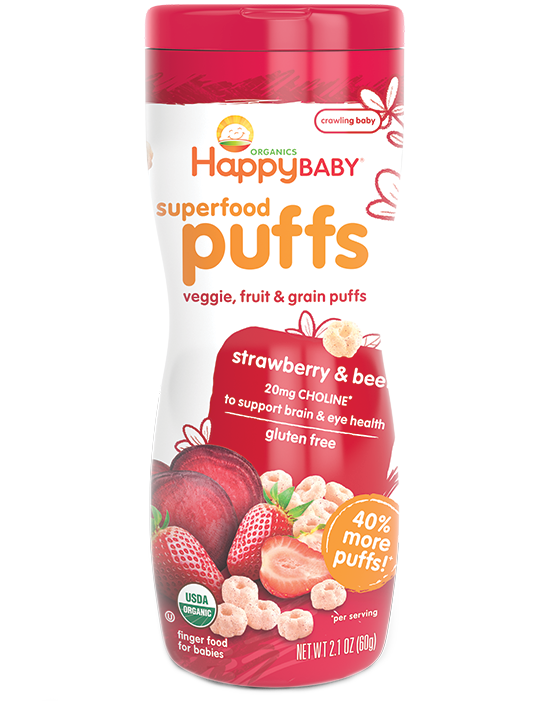 crawling baby
ORGANICS
HappyBABY®
superfood
puffs
veggie, fruit & grain puffs
strawberry & bee
20mg CHOLINE*
to support brain & eye health
gluten free
40%
more
puffs!
USDA
ORGANIC
U
*per serving
finger food
for babies
NET WT 2.1 OZ (60g)